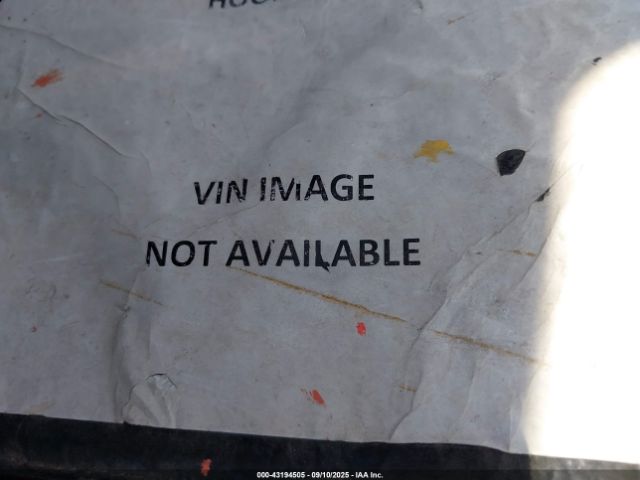 VIN IMAGE
NOT AVAILABLE
000-43194505 - 09/10/2025 - IAA Inc.